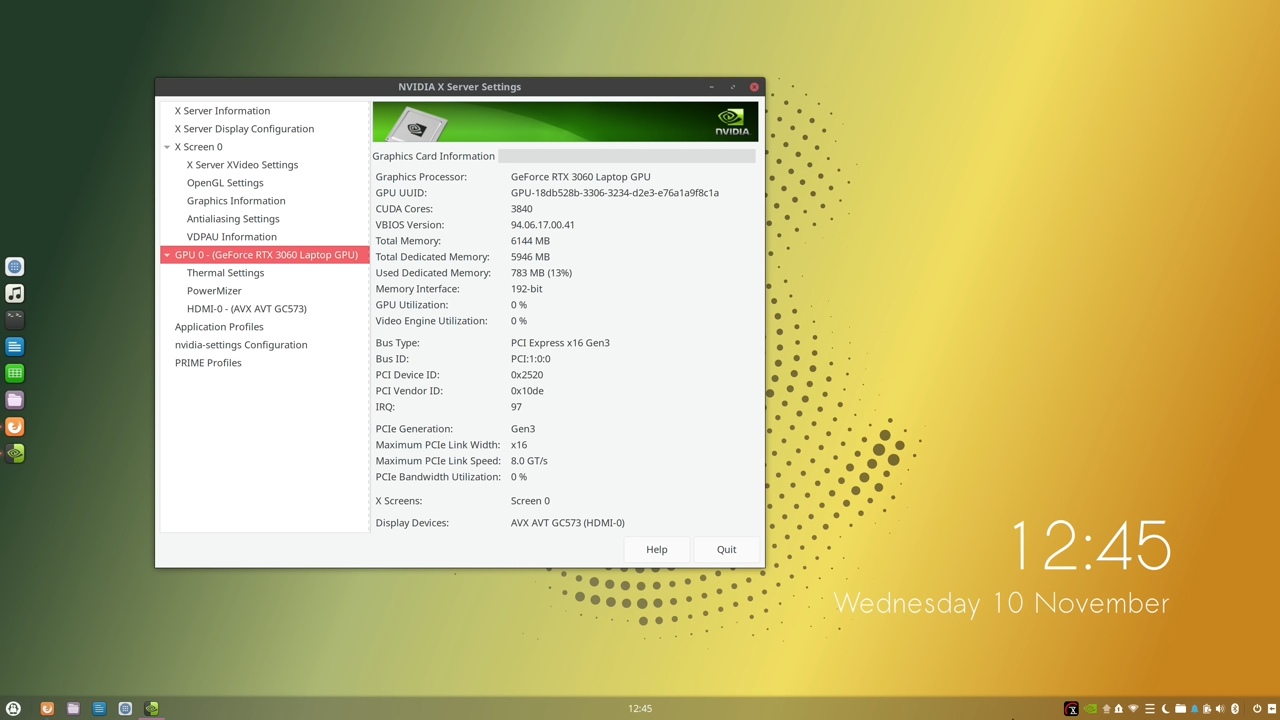 NVIDIA X Server Settings
X Server Information
X Server Display Configuration
X Screen 0
X Server XVideo Settings
OpenGL Settings
Graphics Information
Antialiasing Settings
VDPAU Information
GPU 0 - (GeForce RTX 3060 Laptop GPU)
Thermal Settings
PowerMizer
HDMI-0 - (AVX AVT GC573)
Application Profiles
nvidia-settings Configuration
PRIME Profiles
NVIDIA
Graphics Card Information
Graphics Processor: GeForce RTX 3060 Laptop GPU
GPU UUID: GPU-18db528b-3306-3234-d2e3-e76a1a9f8c1a
CUDA Cores: 3840
VBIOS Version: 94.06.17.00.41
Total Memory: 6144 MB
Total Dedicated Memory: 5946 MB
Used Dedicated Memory: 783 MB (13%)
Memory Interface: 192-bit
GPU Utilization: 0 %
Video Engine Utilization: 0 %
Bus Type: PCI Express x16 Gen3
Bus ID: PCI:1:0:0
PCI Device ID: 0x2520
PCI Vendor ID: 0x10de
IRQ: 97
PCIe Generation: Gen3
Maximum PCIe Link Width: x16
Maximum PCIe Link Speed: 8.0 GT/s
PCIe Bandwidth Utilization: 0 %
X Screens: Screen 0
Display Devices: AVX AVT GC573 (HDMI-0)
Help Quit
12:45
Wednesday 10 November
12:45